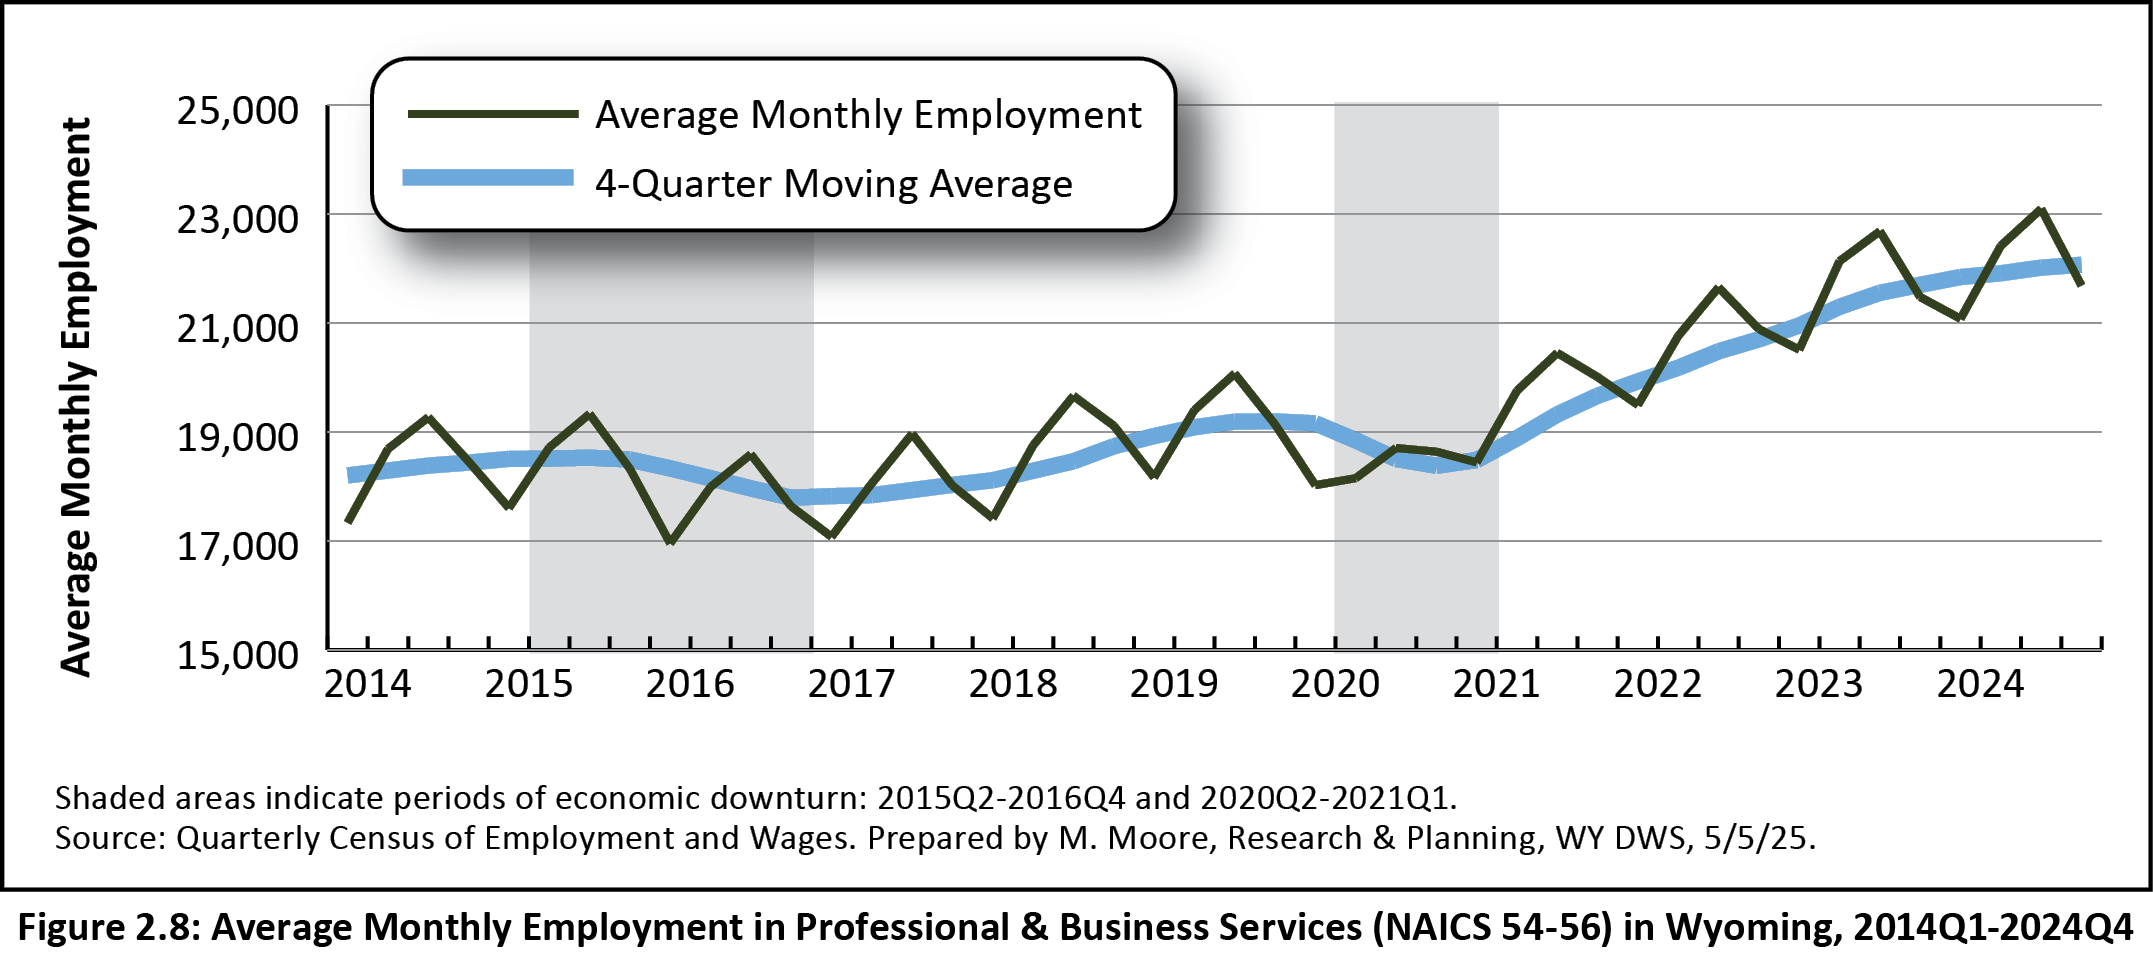 Average Monthly Employment
4-Quarter Moving Average
Average Monthly Employment
25,000
23,000
21,000
19,000
17,000
15,000
2014 2015 2016 2017 2018 2019 2020 2021 2022 2023 2024
Shaded areas indicate periods of economic downturn: 2015Q2-2016Q4 and 2020Q2-2021Q1.
Source: Quarterly Census of Employment and Wages. Prepared by M. Moore, Research & Planning, WY DWS, 5/5/25.
Figure 2.8: Average Monthly Employment in Professional & Business Services (NAICS 54-56) in Wyoming, 2014Q1-2024Q4